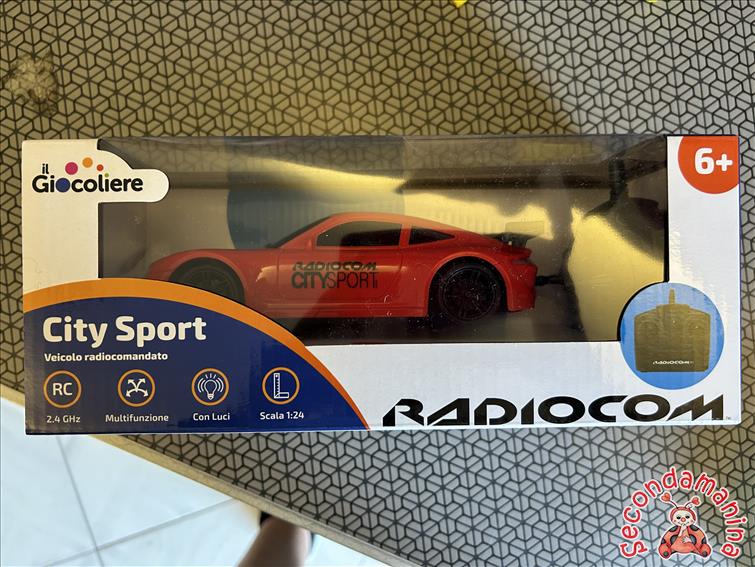 il
Giocoliere
6+
RADIOCOM
CITYSPORT
City Sport
Veicolo radiocomandato
RC
2.4 GHz
Multifunzione
Con Luci
Scala 1:24
RADIOCOM
RADIOCOM
Secondamanina